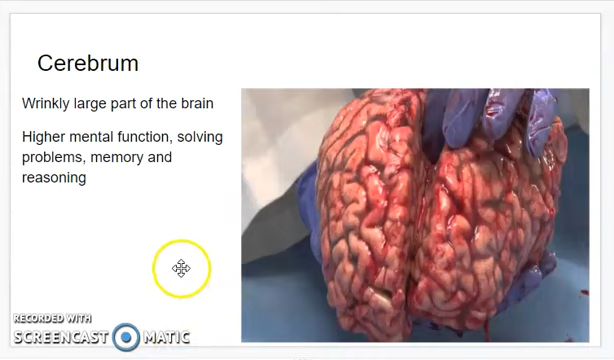 Cerebrum
Wrinkly large part of the brain
Higher mental function, solving
problems, memory and
reasoning
RECORDED WITH
SCREENCAST MATIC